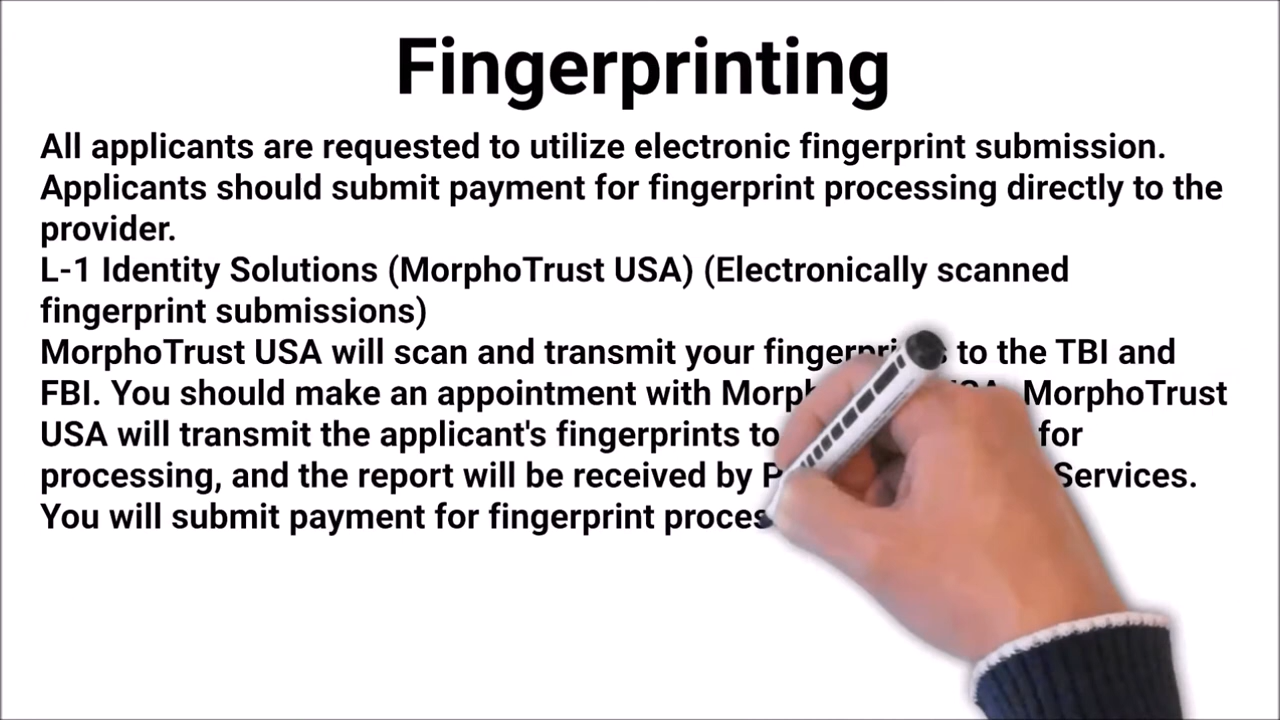 Fingerprinting
All applicants are requested to utilize electronic fingerprint submission.
Applicants should submit payment for fingerprint processing directly to the
provider.
L-1 Identity Solutions (MorphoTrust USA) (Electronically scanned
fingerprint submissions)
MorphoTrust USA will scan and transmit your to the TBI and
FBI. You should make an appointment with MorphoTrust
USA will transmit the applicant's fingerprints to for
processing, and the report will be received by Services.
You will submit payment for fingerprint